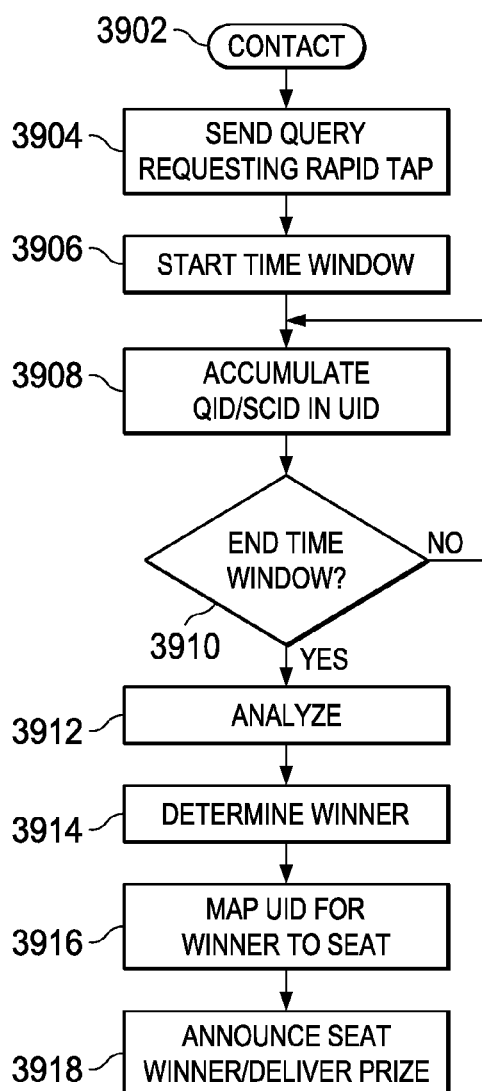 3902
CONTACT
3904
SEND QUERY
REQUESTING RAPID TAP
3906
START TIME WINDOW
3908
ACCUMULATE
QID/SCID IN UID
END TIME
WINDOW?
NO
3910
YES
3912
ANALYZE
3914
DETERMINE WINNER
3916
MAP UID FOR
WINNER TO SEAT
3918
ANNOUNCE SEAT
WINNER/DELIVER PRIZE